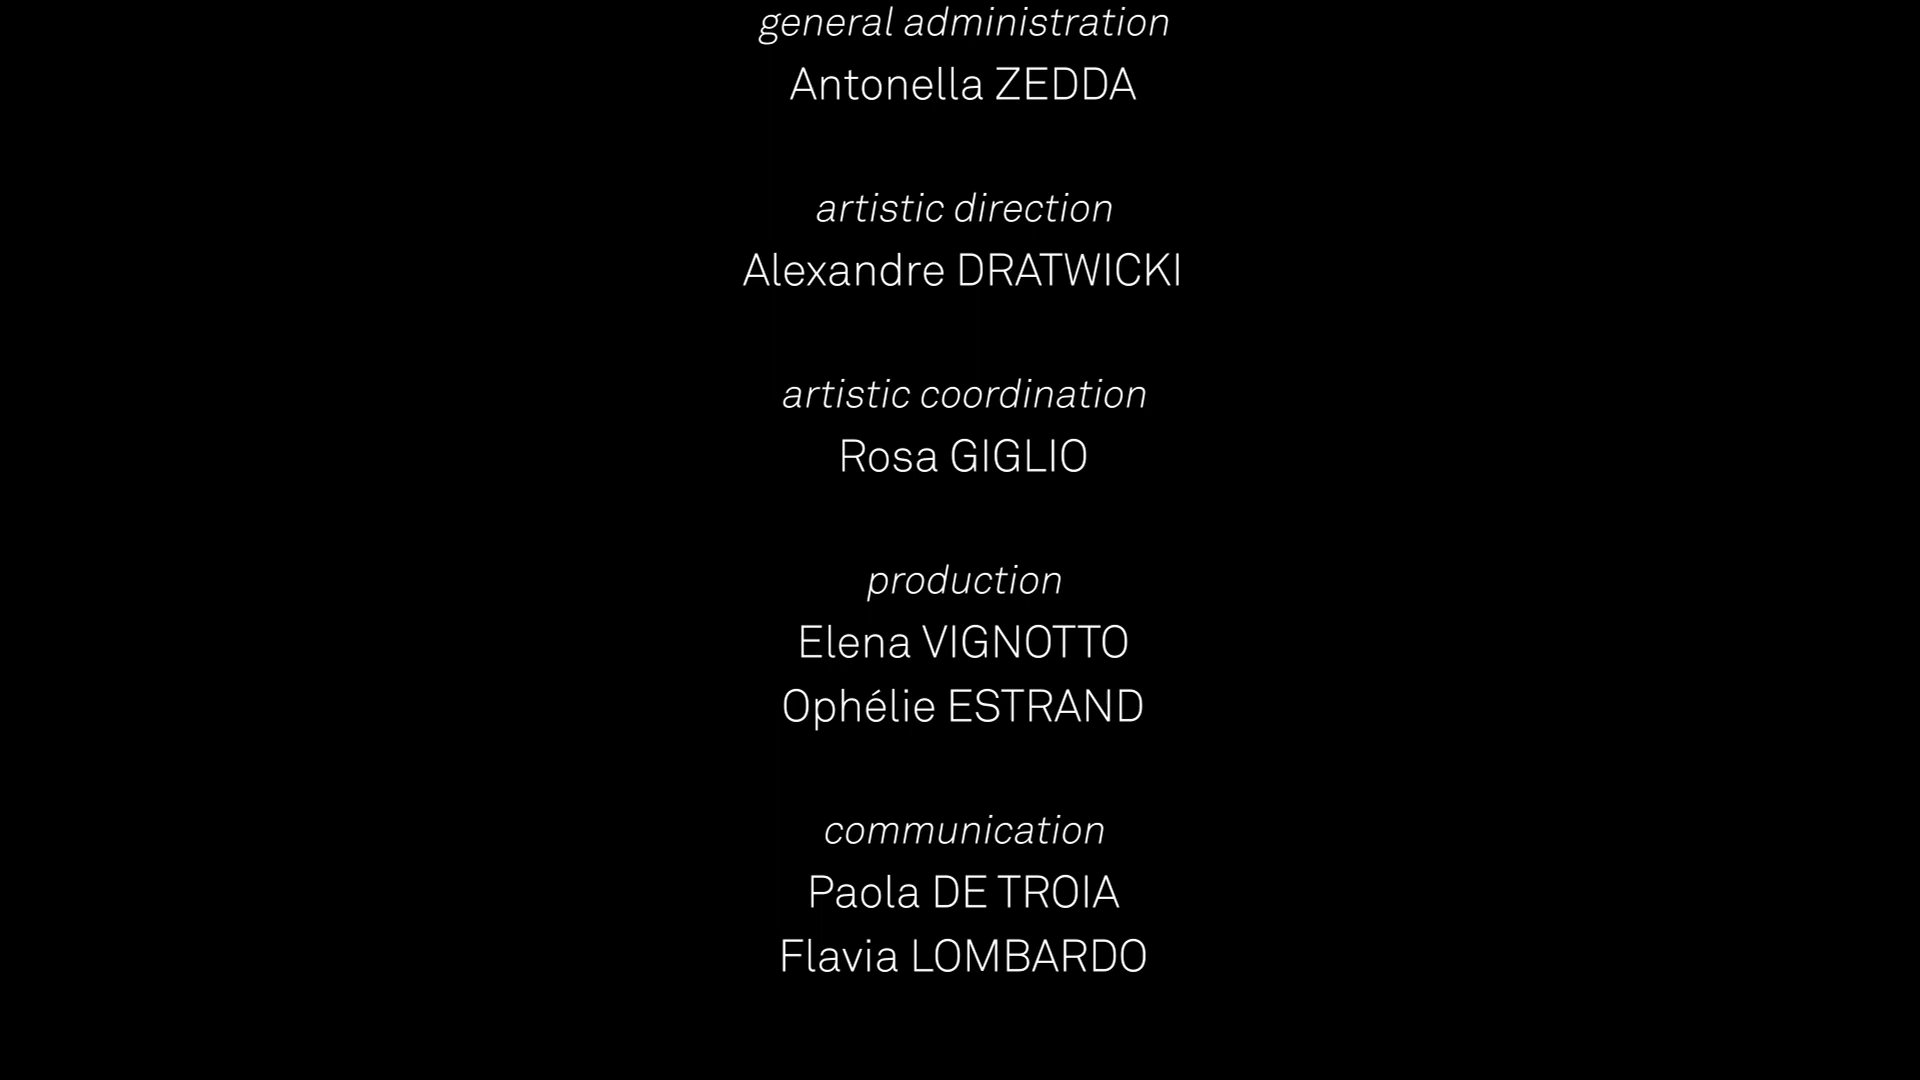 general administration
Antonella ZEDDA
artistic direction
Alexandre DRATWICKI
artistic coordination
Rosa GIGLIO
production
Elena VIGNOTTO
Ophélie ESTRAND
communication
Paola DE TROIA
Flavia LOMBARDO